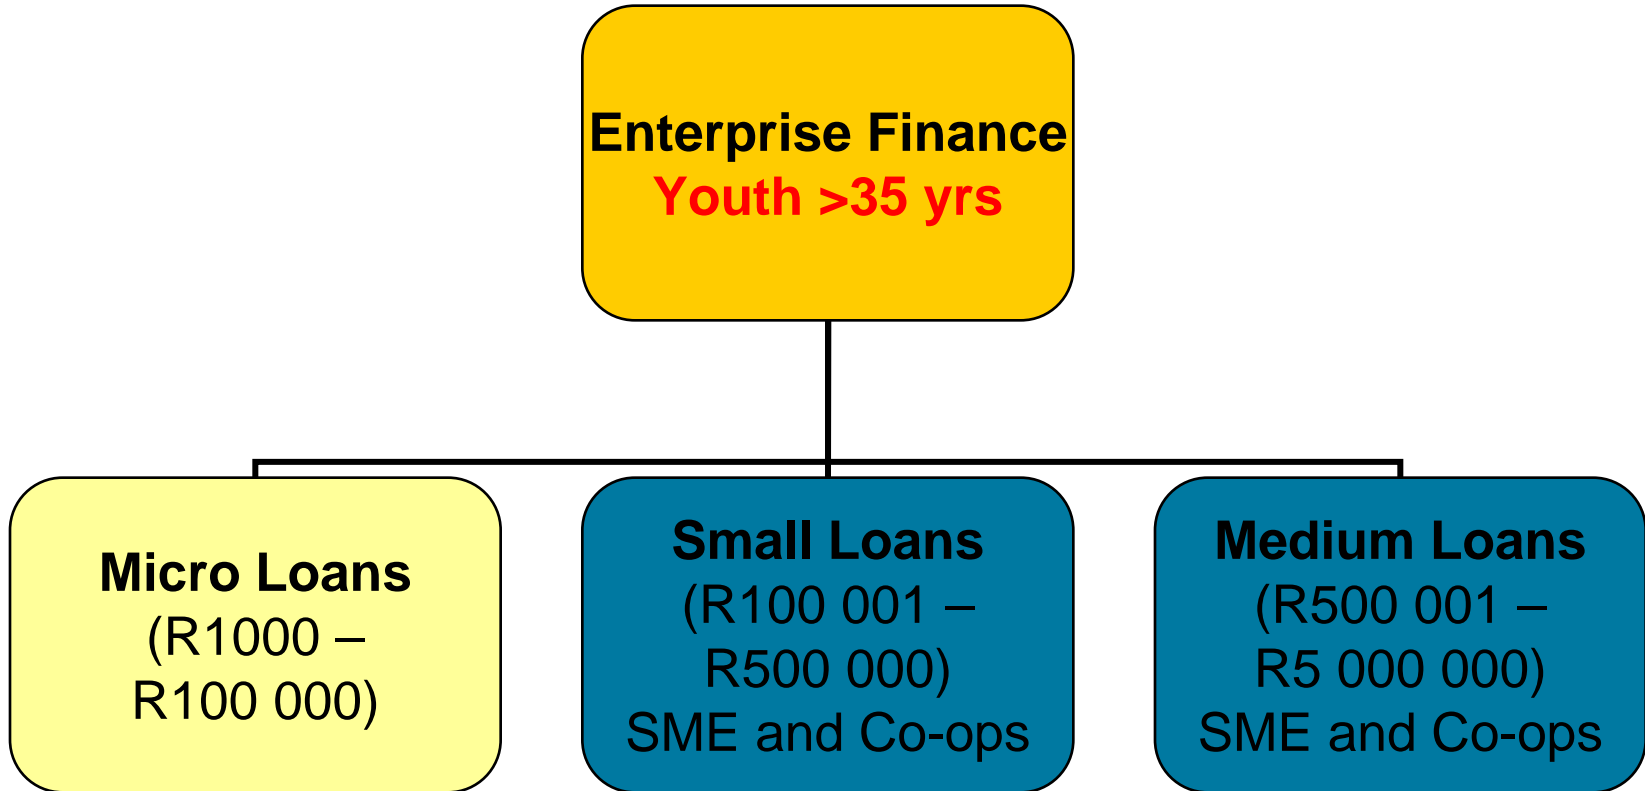 Enterprise Finance
Youth >35 yrs
Micro Loans
(R1000 –
R100 000)
Small Loans
(R100 001 –
R500 000)
SME and Co-ops
Medium Loans
(R500 001 –
R5 000 000)
SME and Co-ops